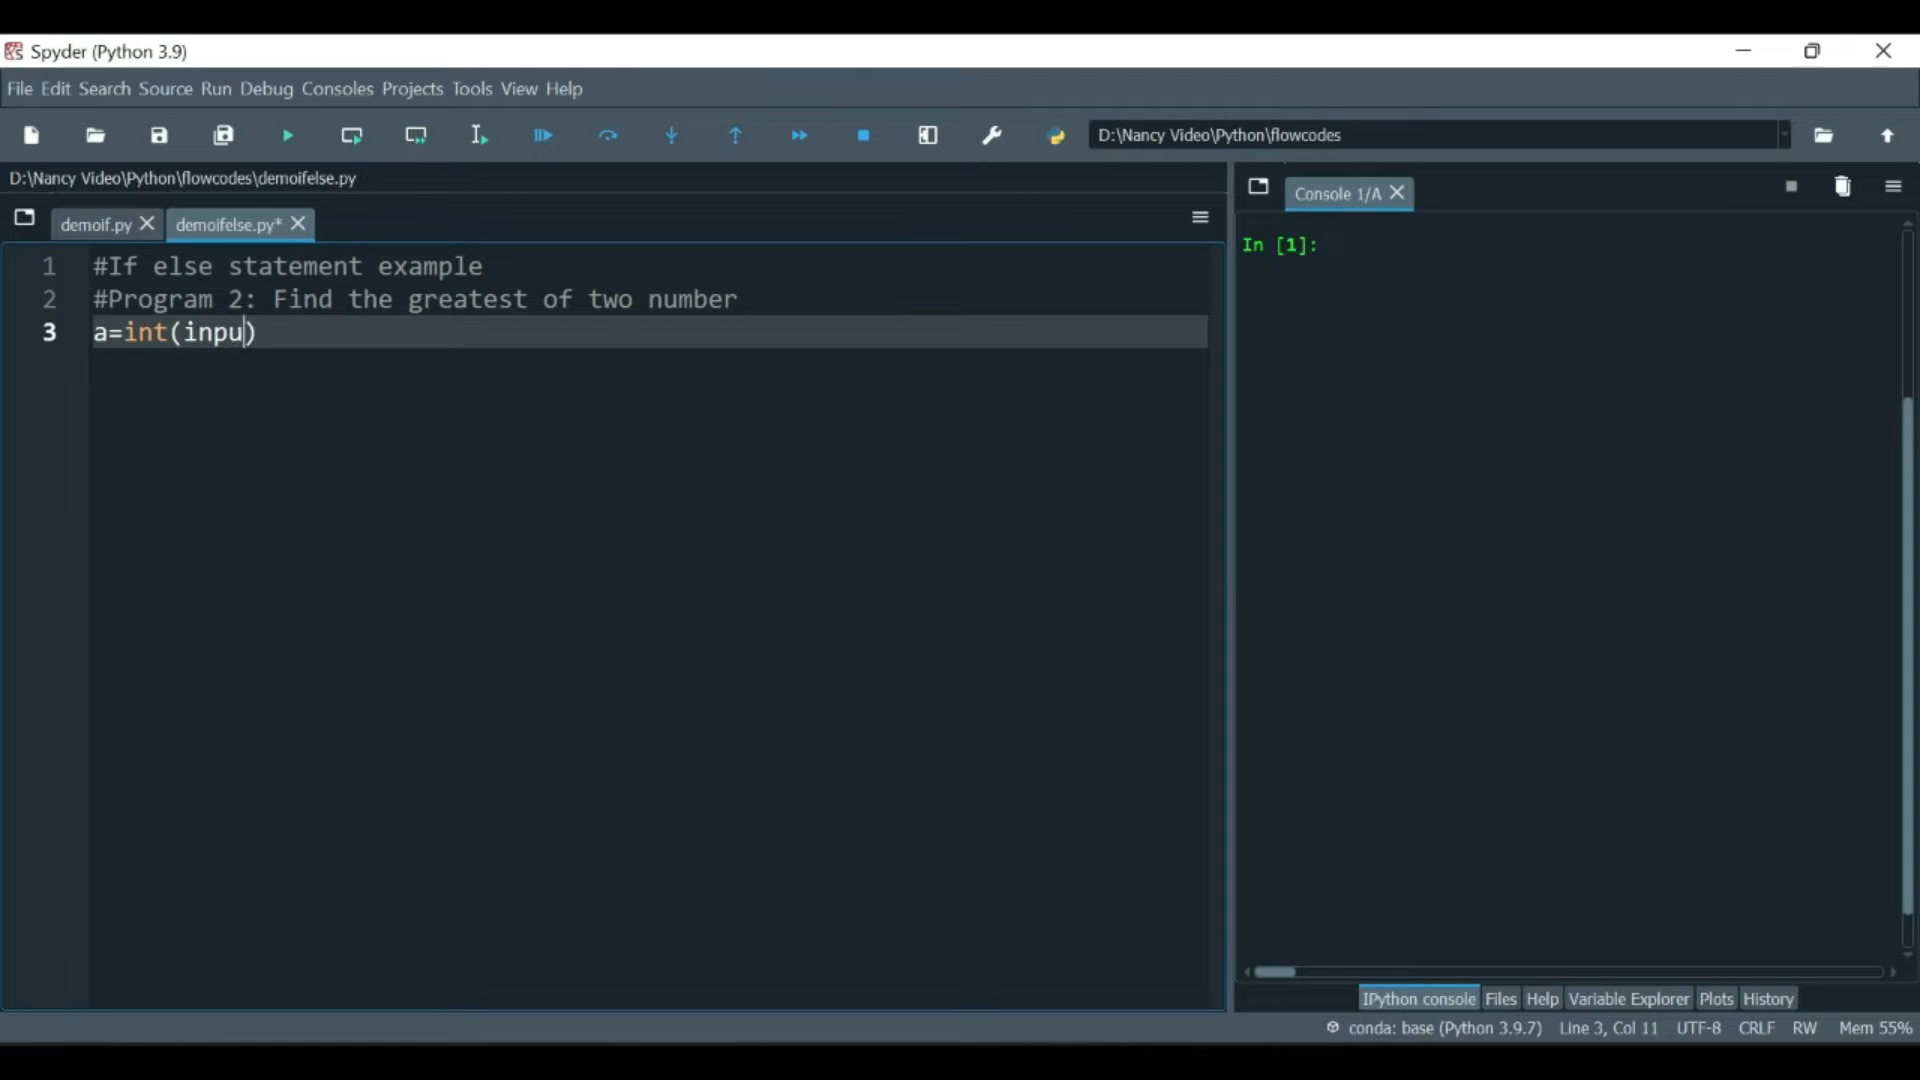 Spyder (Python 3.9)
File Edit Search Source Run Debug Consoles Projects Tools View Help
D:\Nancy Video\Python\flowcodes
D:\Nancy Video\Python\flowcodes\demoifelse.py
demoif.py
demoifelse.py*
Console 1/A
1 #If else statement example
2 #Program 2: Find the greatest of two number
3 a=int(inpu)
In [1]:
IPython console Files Help Variable Explorer Plots History
conda: base (Python 3.9.7) Line 3, Col 11 UTF-8 CRLF RW Mem 55%